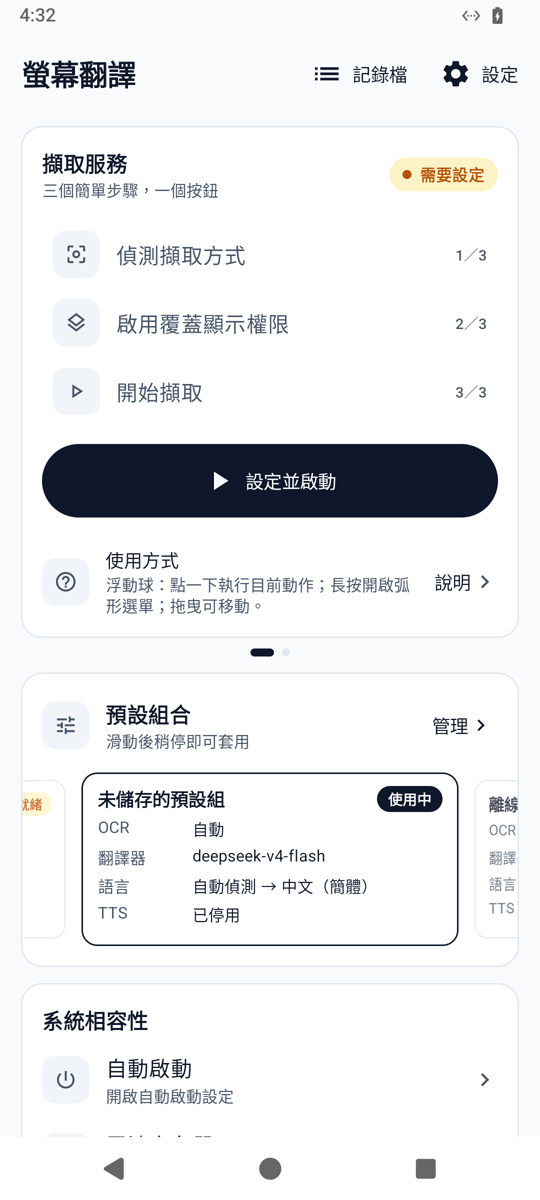 4:32
螢幕翻譯
記錄檔
設定
擷取服務
三個簡單步驟，一個按鈕
需要設定
偵測擷取方式
1／3
啟用覆蓋顯示權限
2／3
開始擷取
3／3
設定並啟動
使用方式
浮動球：點一下執行目前動作；長按開啟弧
形選單；拖曳可移動。
說明
預設組合
滑動後稍停即可套用
管理
就緒
未儲存的預設組
使用中
OCR
自動
翻譯器
deepseek-v4-flash
語言
自動偵測 → 中文（簡體）
TTS
已停用
離線
OCR
翻譯
語言
TTS
系統相容性
自動啟動
開啟自動啟動設定